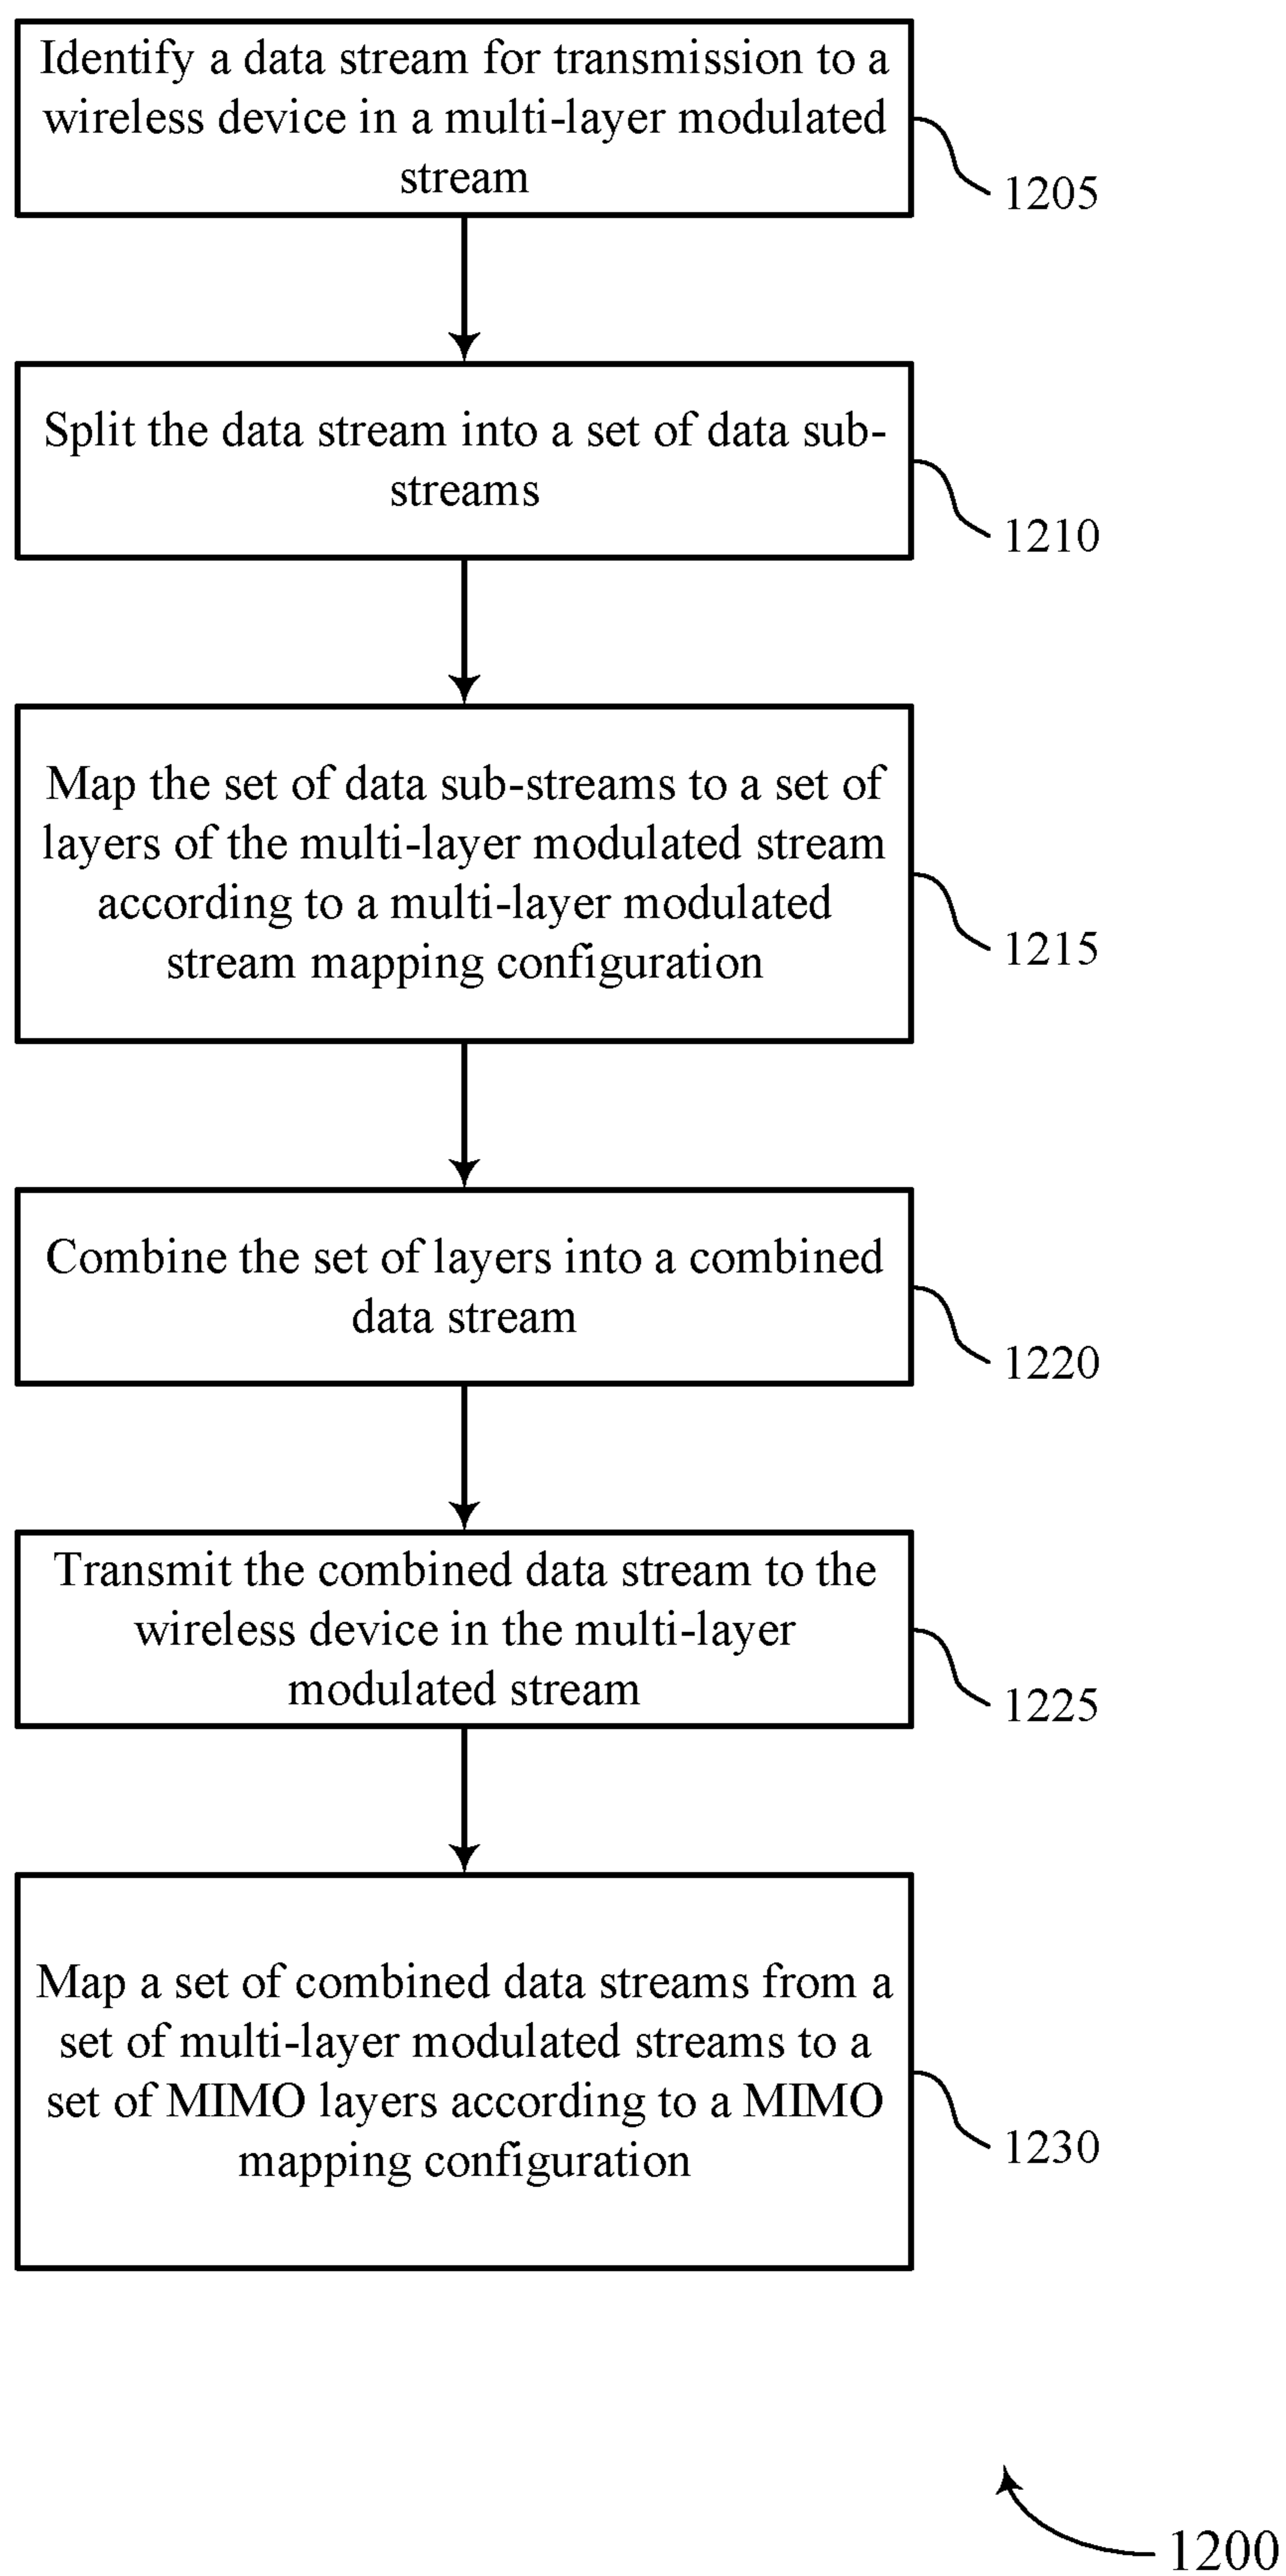 Identify a data stream for transmission to a
wireless device in a multi-layer modulated
stream
1205
Split the data stream into a set of data sub-
streams
1210
Map the set of data sub-streams to a set of
layers of the multi-layer modulated stream
according to a multi-layer modulated
stream mapping configuration
1215
Combine the set of layers into a combined
data stream
1220
Transmit the combined data stream to the
wireless device in the multi-layer
modulated stream
1225
Map a set of combined data streams from a
set of multi-layer modulated streams to a
set of MIMO layers according to a MIMO
mapping configuration
1230
1200